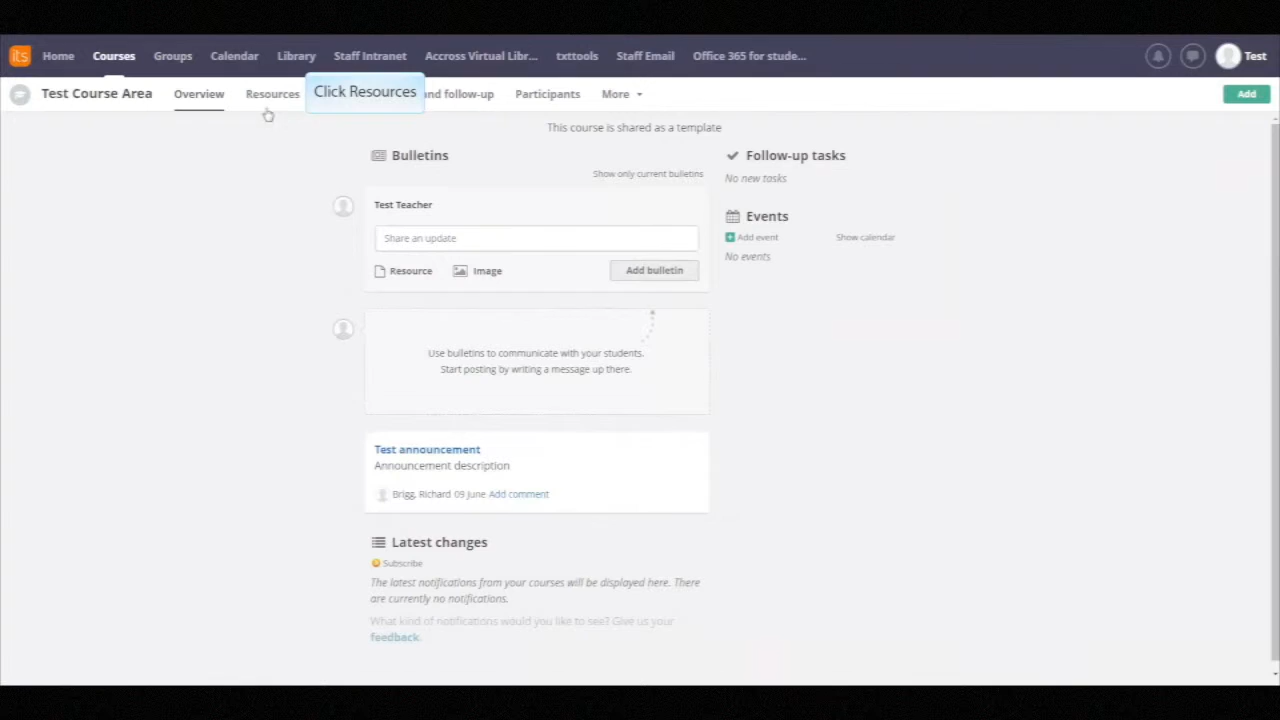 its Home Courses Groups Calendar Library Staff Intranet Accross Virtual Libr... txttools Staff Email Office 365 for stude... Test
Test Course Area Overview Resources Click Resources and follow-up Participants More Add
This course is shared as a template
Bulletins
Show only current bulletins
Test Teacher
Share an update
Resource Image Add bulletin
Use bulletins to communicate with your students.
Start posting by writing a message up there.
Test announcement
Announcement description
Brigg, Richard 09 June Add comment
Latest changes
Subscribe
The latest notifications from your courses will be displayed here. There
are currently no notifications.
What kind of notifications would you like to see? Give us your
feedback.
Follow-up tasks
No new tasks
Events
Add event Show calendar
No events